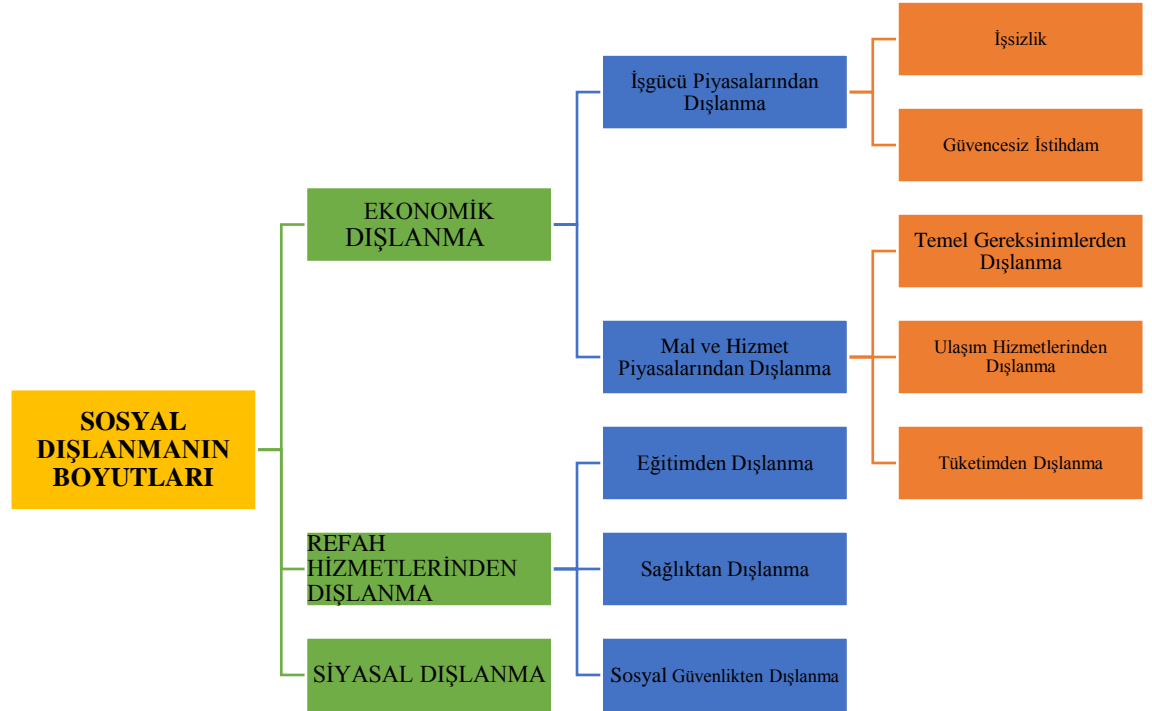 SOSYAL
DIŞLANMANIN
BOYUTLARI
EKONOMİK
DIŞLANMA
İşgücü Piyasalarından
Dışlanma
İşsizlik
Güvencesiz İstihdam
Mal ve Hizmet
Piyasalarından Dışlanma
Temel Gereksinimlerden
Dışlanma
Ulaşım Hizmetlerinden
Dışlanma
Tüketimden Dışlanma
REFAH
HİZMETLERİNDEN
DIŞLANMA
Eğitimden Dışlanma
Sağlıktan Dışlanma
Sosyal Güvenlikten Dışlanma
SİYASAL DIŞLANMA